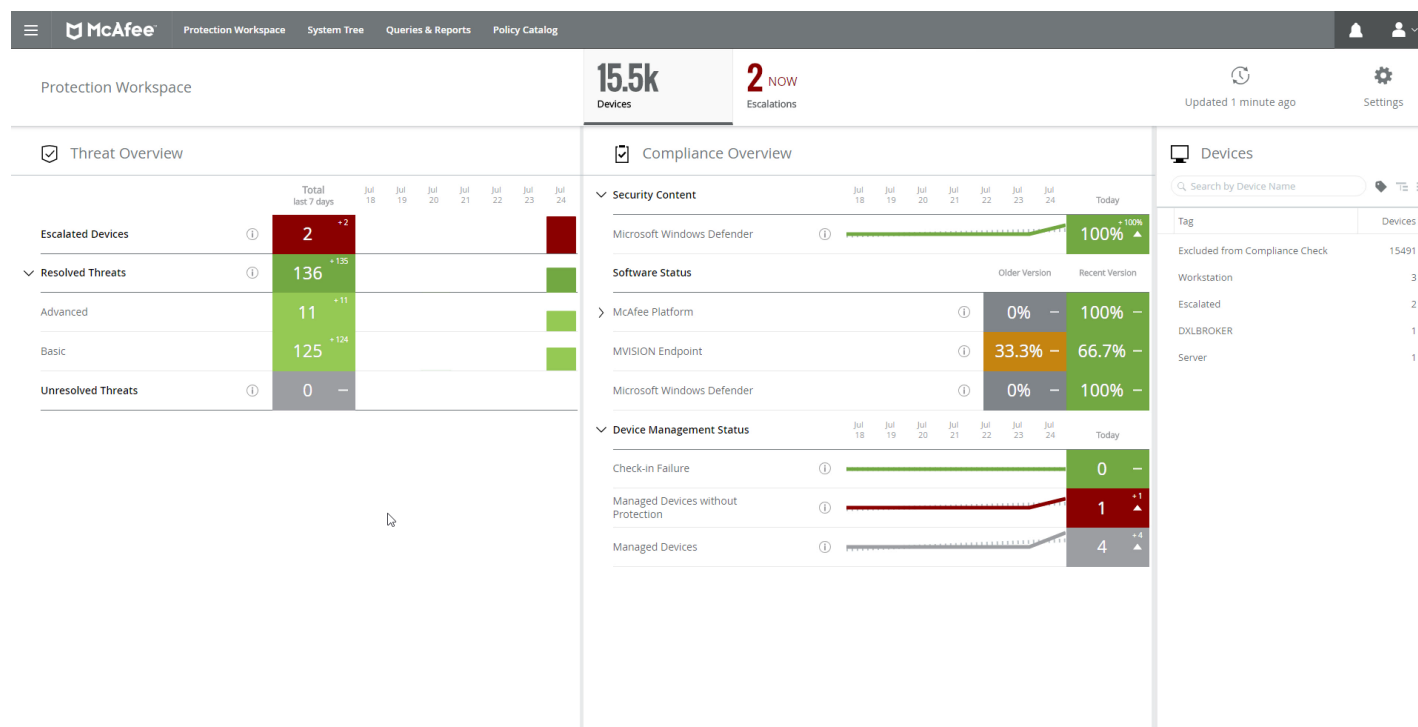 McAfee Protection Workspace System Tree Queries & Reports Policy Catalog
Protection Workspace
15.5k
Devices
2 NOW
Escalations
Updated 1 minute ago
Settings
Threat Overview
Total
last 7 days
Jul 18 Jul 19 Jul 20 Jul 21 Jul 22 Jul 23 Jul 24
Escalated Devices 2 +2
Resolved Threats 136 +135
Advanced 11 +11
Basic 125 +124
Unresolved Threats 0 –
Compliance Overview
Security Content Jul 18 Jul 19 Jul 20 Jul 21 Jul 22 Jul 23 Jul 24 Today
Microsoft Windows Defender 100% +100%
Software Status Older Version Recent Version
McAfee Platform 0% – 100% –
MVISION Endpoint 33.3% – 66.7% –
Microsoft Windows Defender 0% – 100% –
Device Management Status Jul 18 Jul 19 Jul 20 Jul 21 Jul 22 Jul 23 Jul 24 Today
Check-in Failure 0 –
Managed Devices without
Protection 1 +1
Managed Devices 4 +4
Devices
Search by Device Name
Tag Devices
Excluded from Compliance Check 15491
Workstation 3
Escalated 2
DXLBROKER 1
Server 1